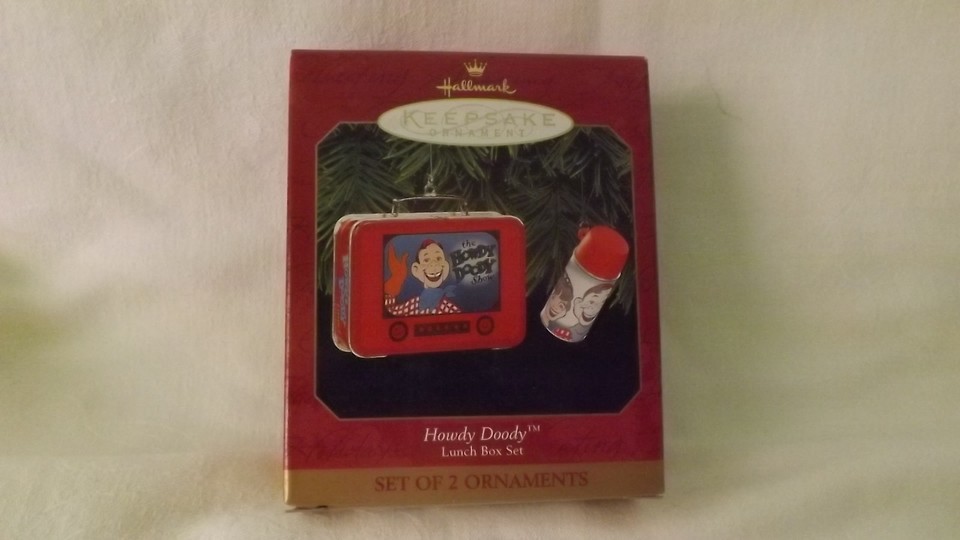 Hallmark
KEEPSAKE
ORNAMENT
The
HOWDY
DOODY
Show
Howdy Doody™
Lunch Box Set
SET OF 2 ORNAMENTS